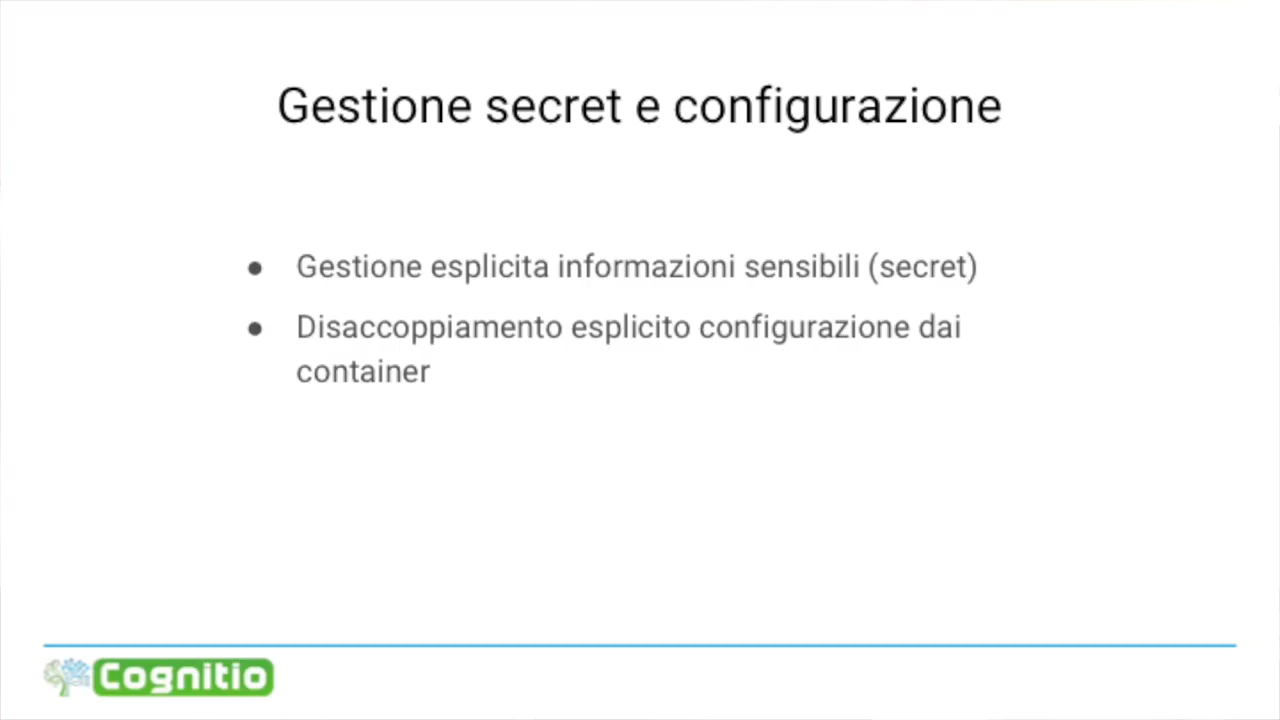 Gestione secret e configurazione
● Gestione esplicita informazioni sensibili (secret)
● Disaccoppiamento esplicito configurazione dai
container
Cognitio